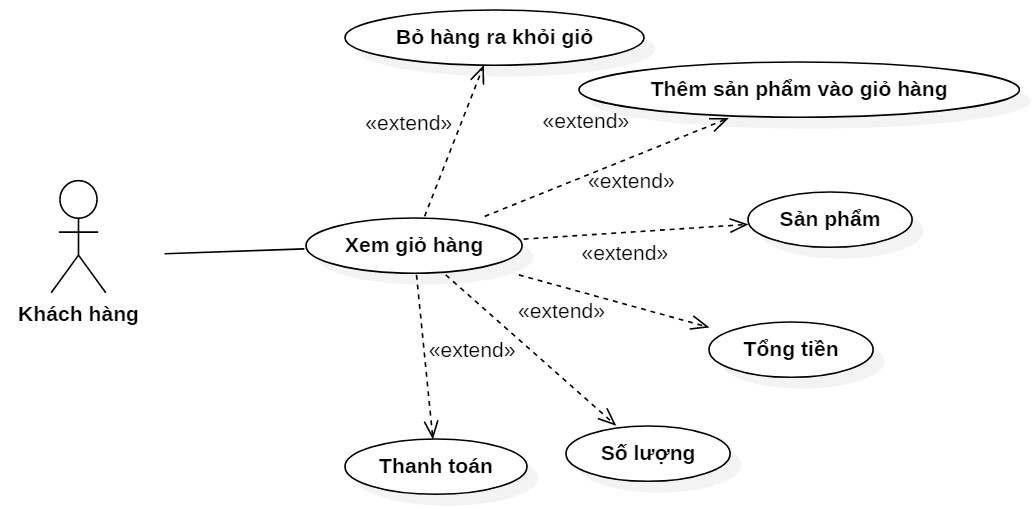 Bỏ hàng ra khỏi giỏ
Thêm sản phẩm vào giỏ hàng
«extend»
«extend»
«extend»
Sản phẩm
Xem giỏ hàng
«extend»
Khách hàng
«extend»
Tổng tiền
«extend»
Số lượng
Thanh toán